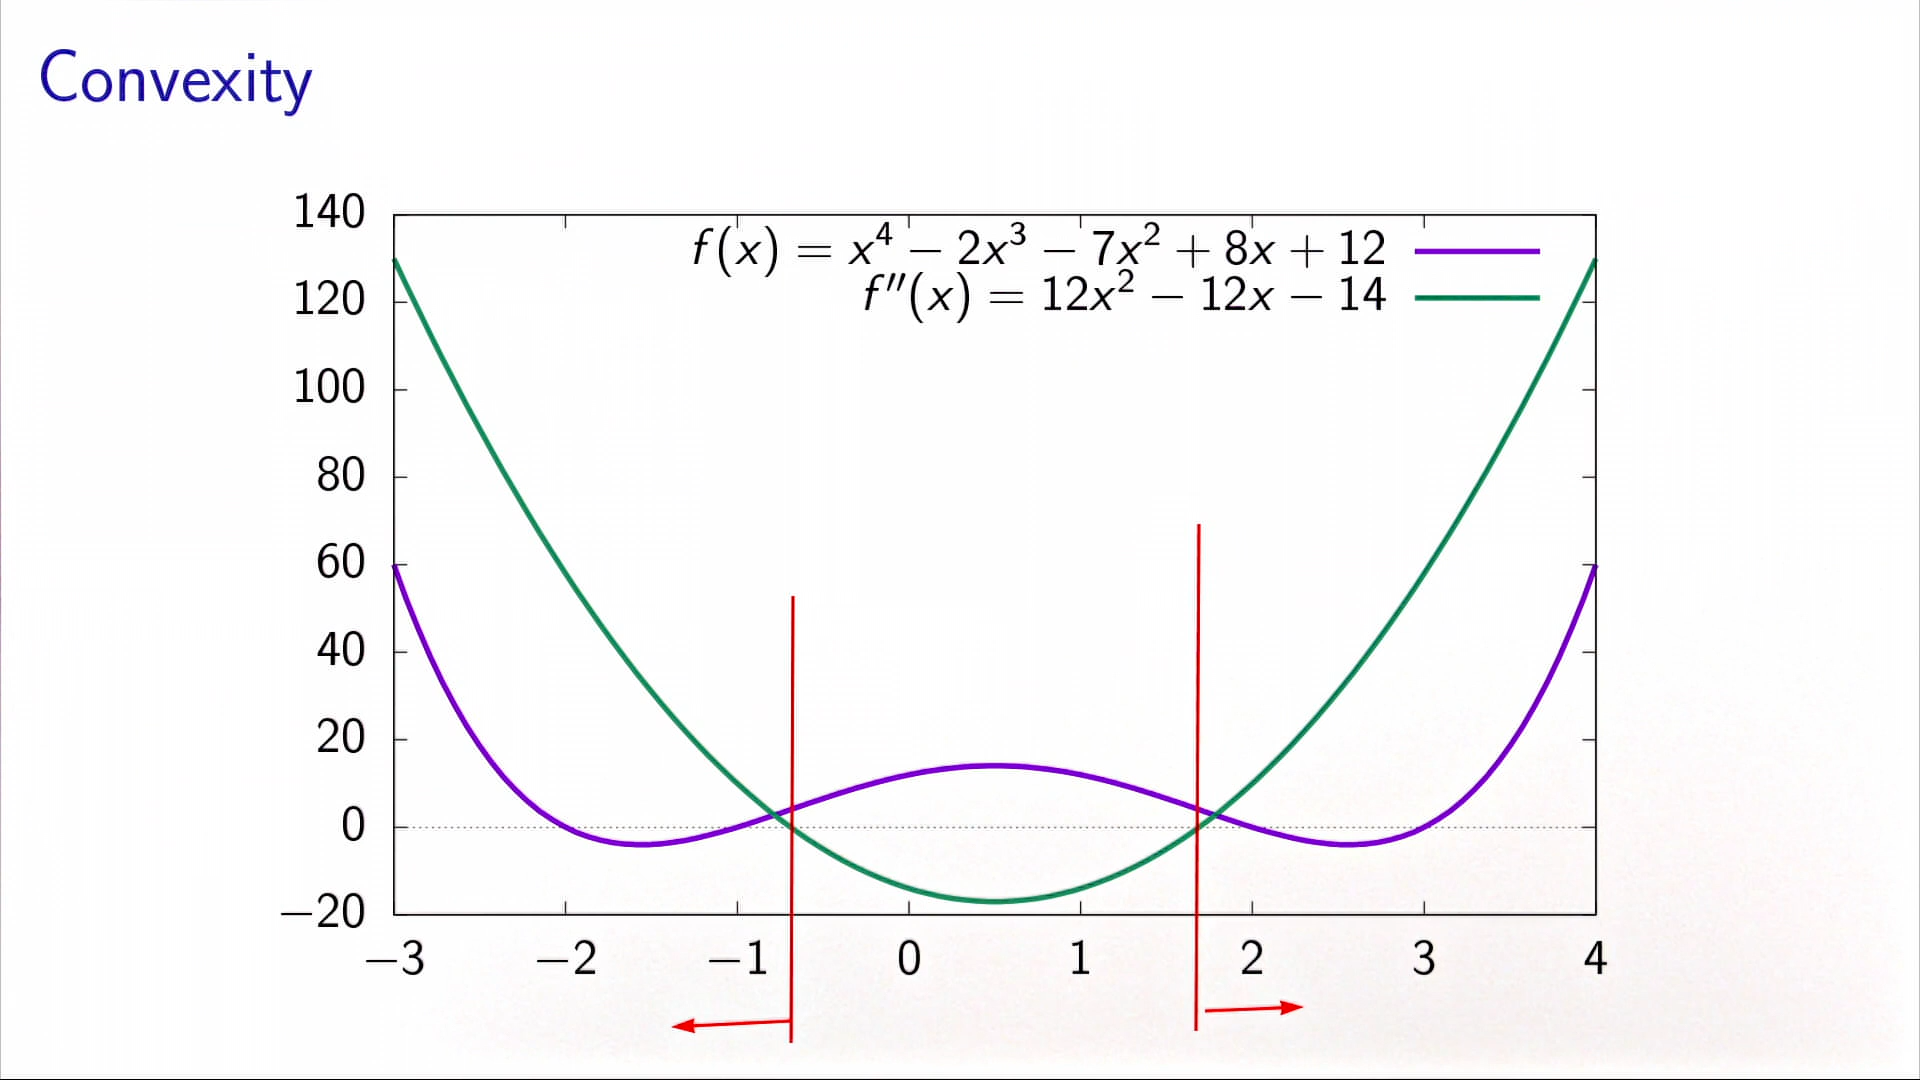 Convexity
140
f(x) = x⁴ − 2x³ − 7x² + 8x + 12
f″(x) = 12x² − 12x − 14
120
100
80
60
40
20
0
−20
−3 −2 −1 0 1 2 3 4